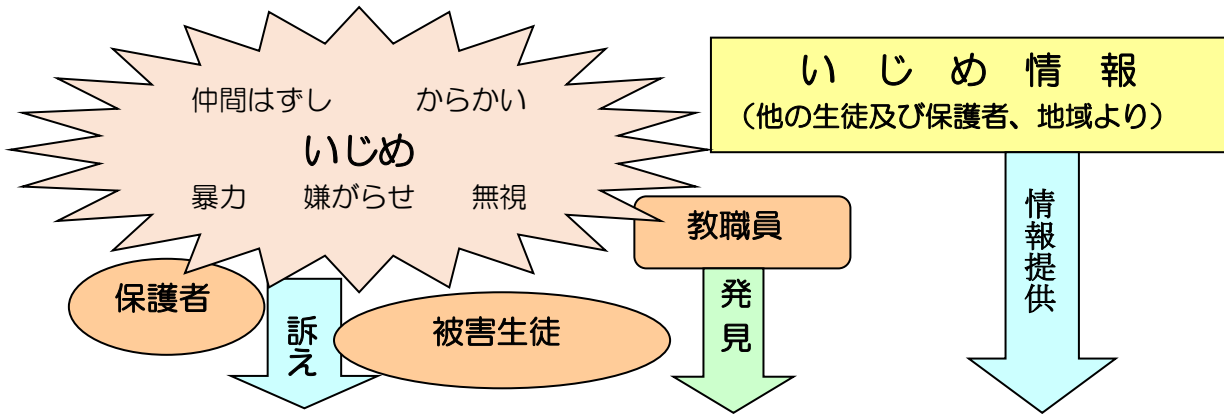 仲間はずし　からかい
いじめ
暴力　嫌がらせ　無視
いじめ情報
（他の生徒及び保護者、地域より）
教職員
保護者
訴え
被害生徒
発見
情報提供